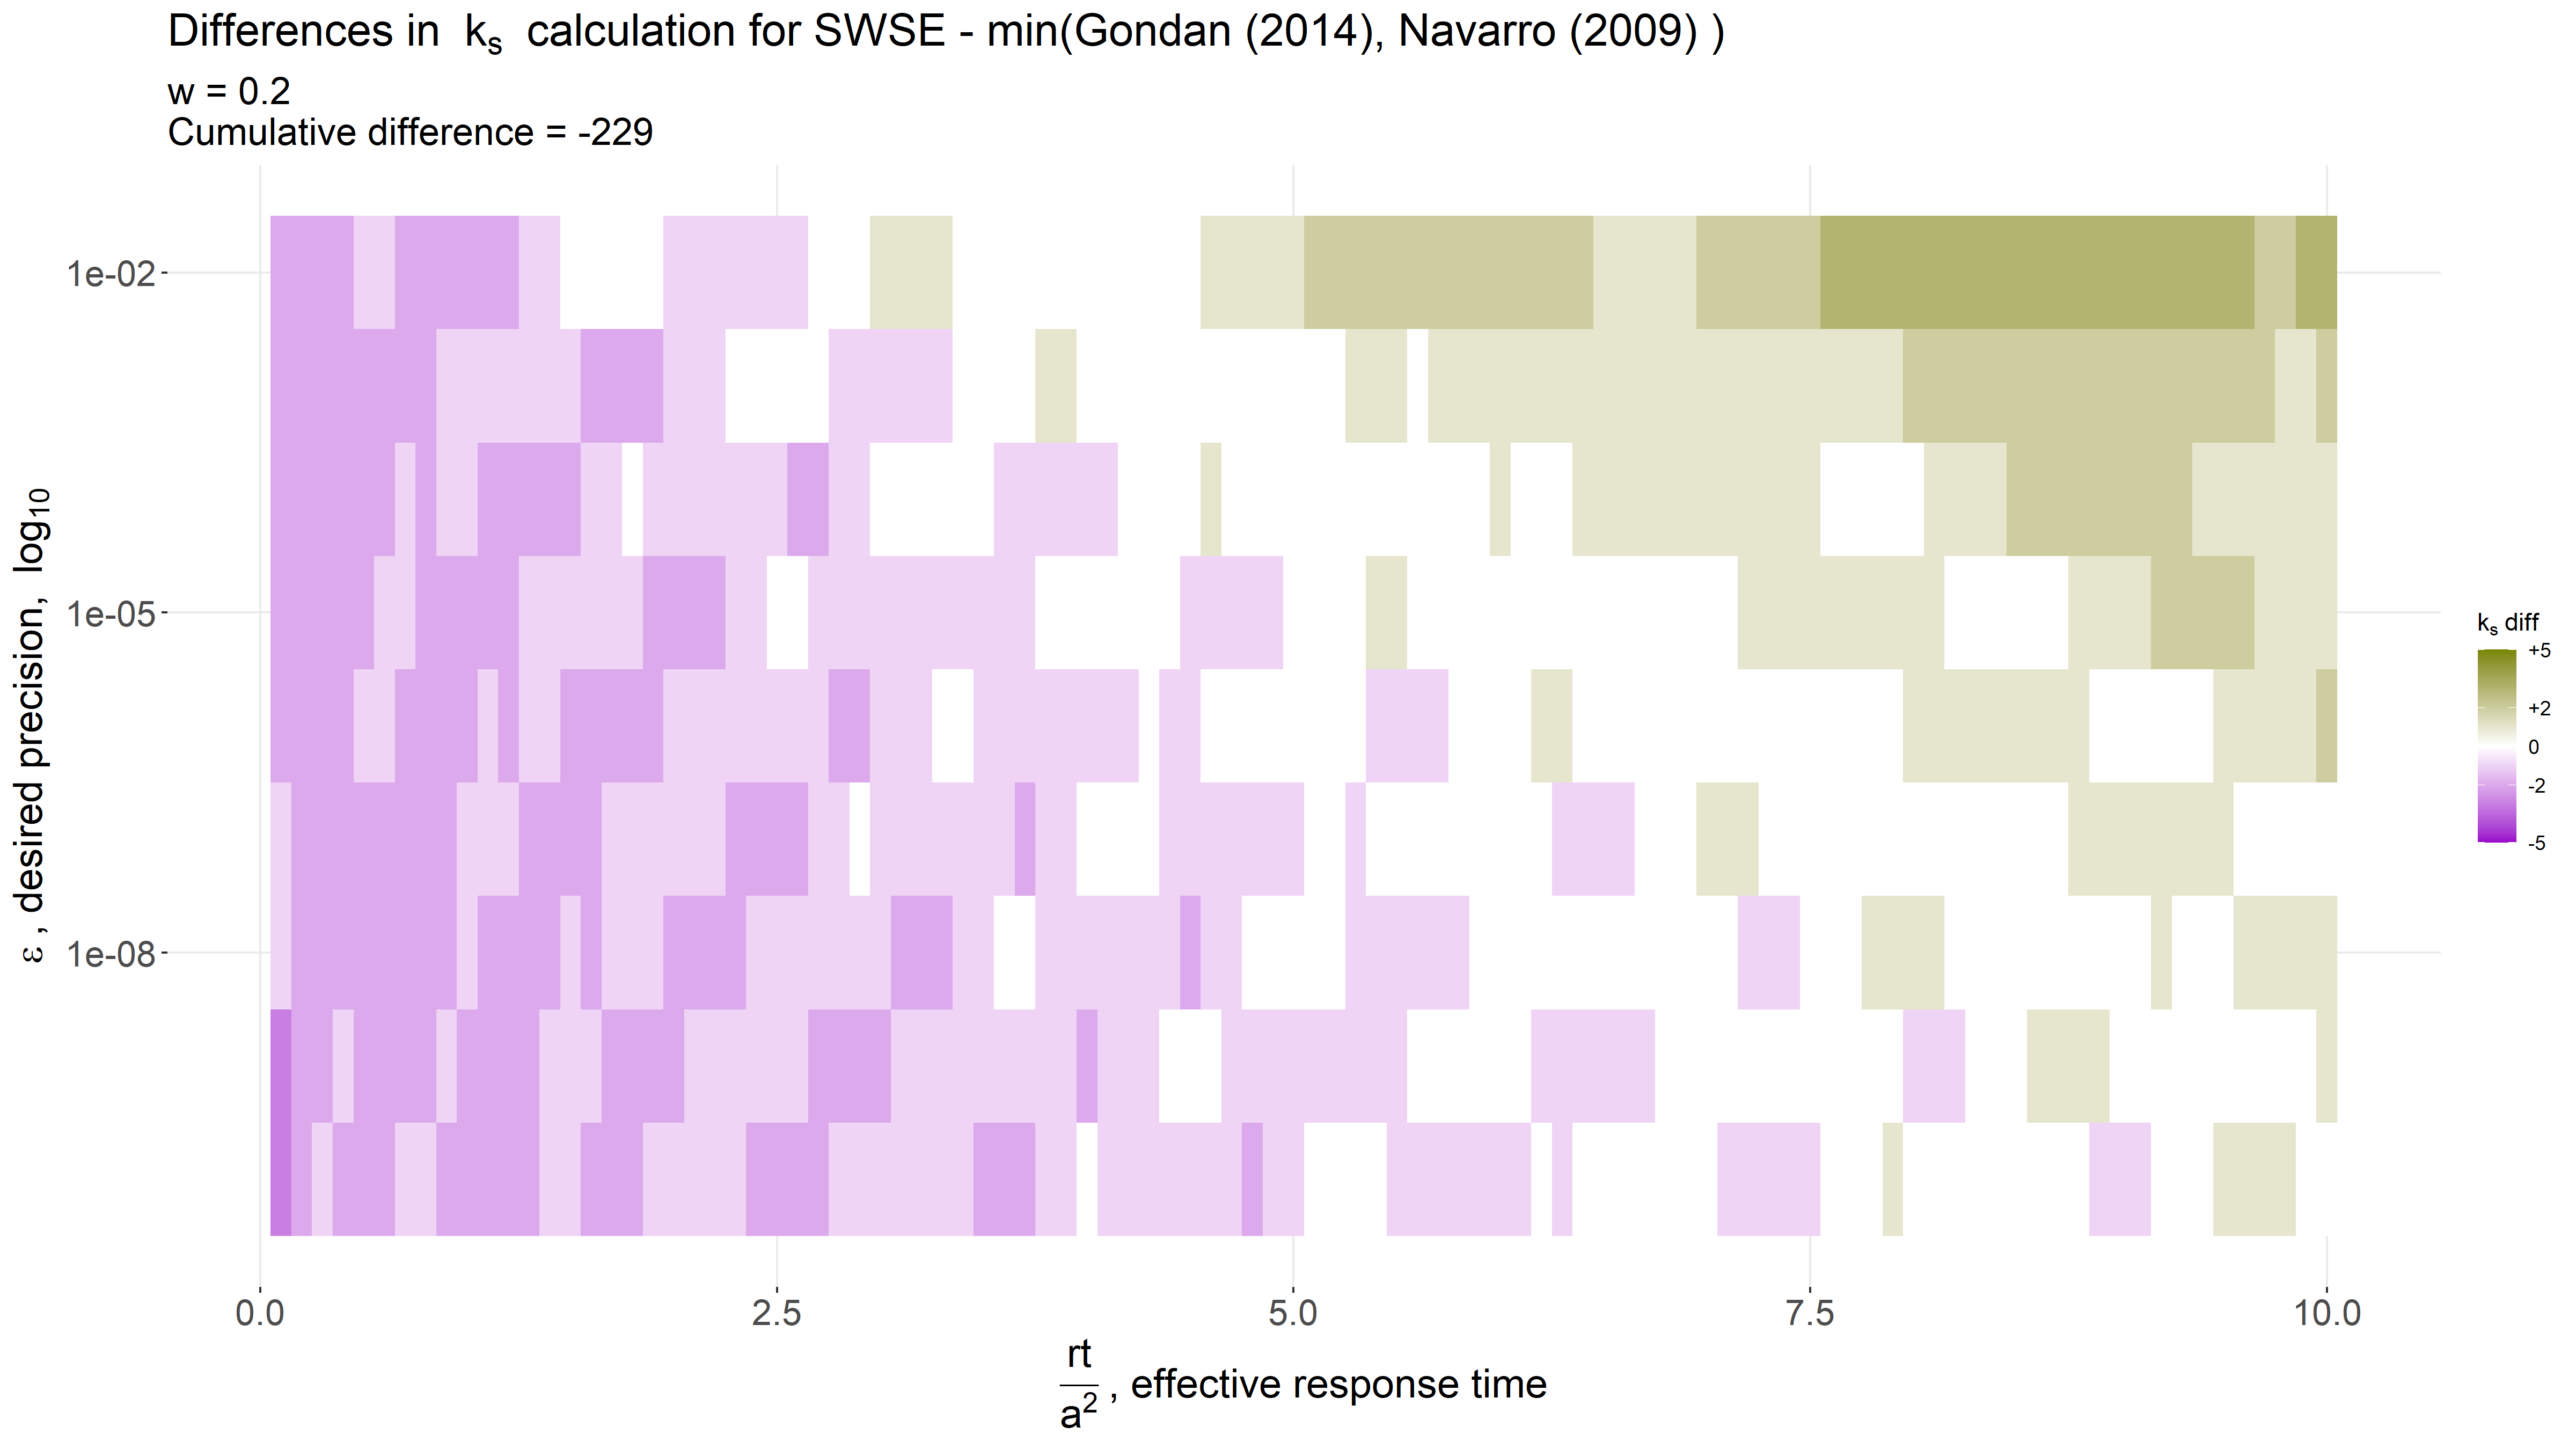 Differences in ks calculation for SWSE - min(Gondan (2014), Navarro (2009) )
w = 0.2
Cumulative difference = -229
1e-02
1e-05
1e-08
ε , desired precision, log10
0.0 2.5 5.0 7.5 10.0
rt
a2 , effective response time
ks diff
+5
+2
0
-2
-5